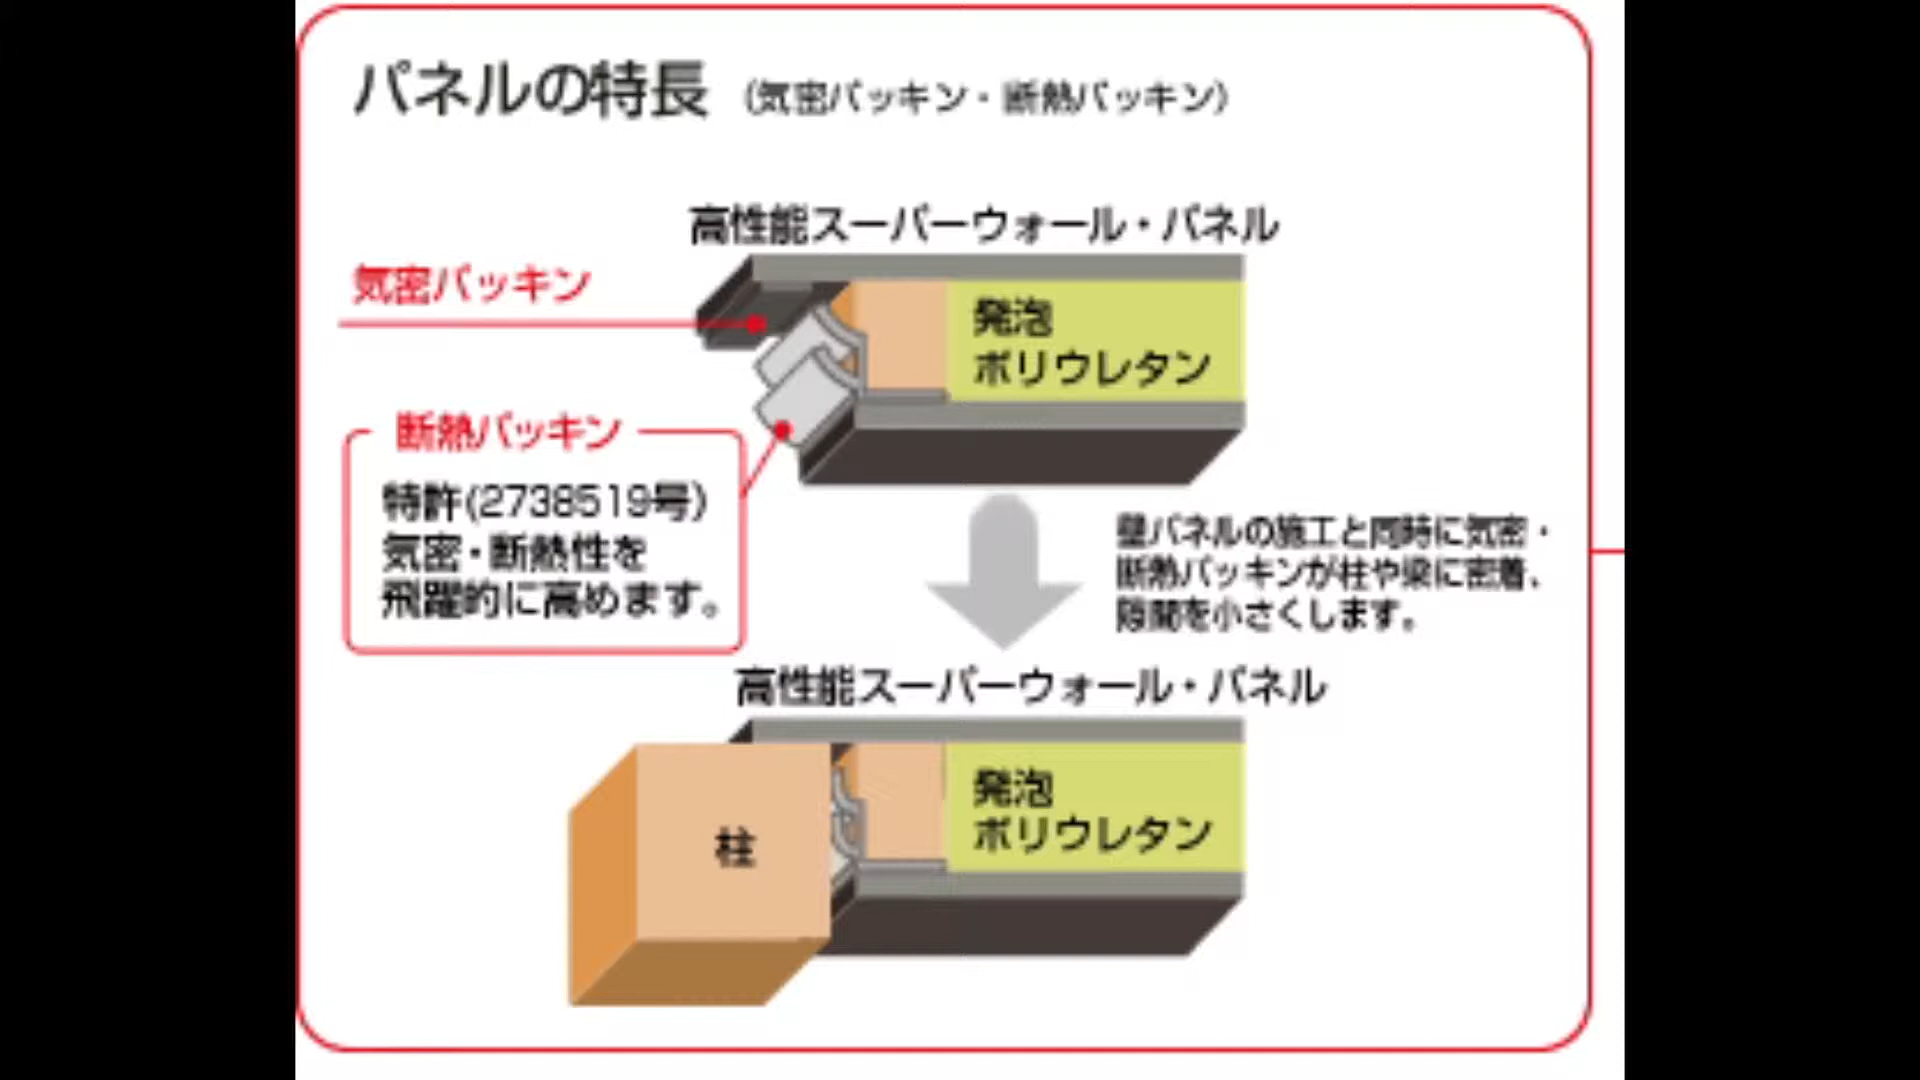 パネルの特長 （気密パッキン・断熱パッキン）
高性能スーパーウォール・パネル
気密パッキン
発泡
ポリウレタン
断熱パッキン
特許(2738519号)
気密・断熱性を
飛躍的に高めます。
壁パネルの施工と同時に気密・
断熱パッキンが柱や梁に密着、
隙間を小さくします。
高性能スーパーウォール・パネル
発泡
ポリウレタン
柱